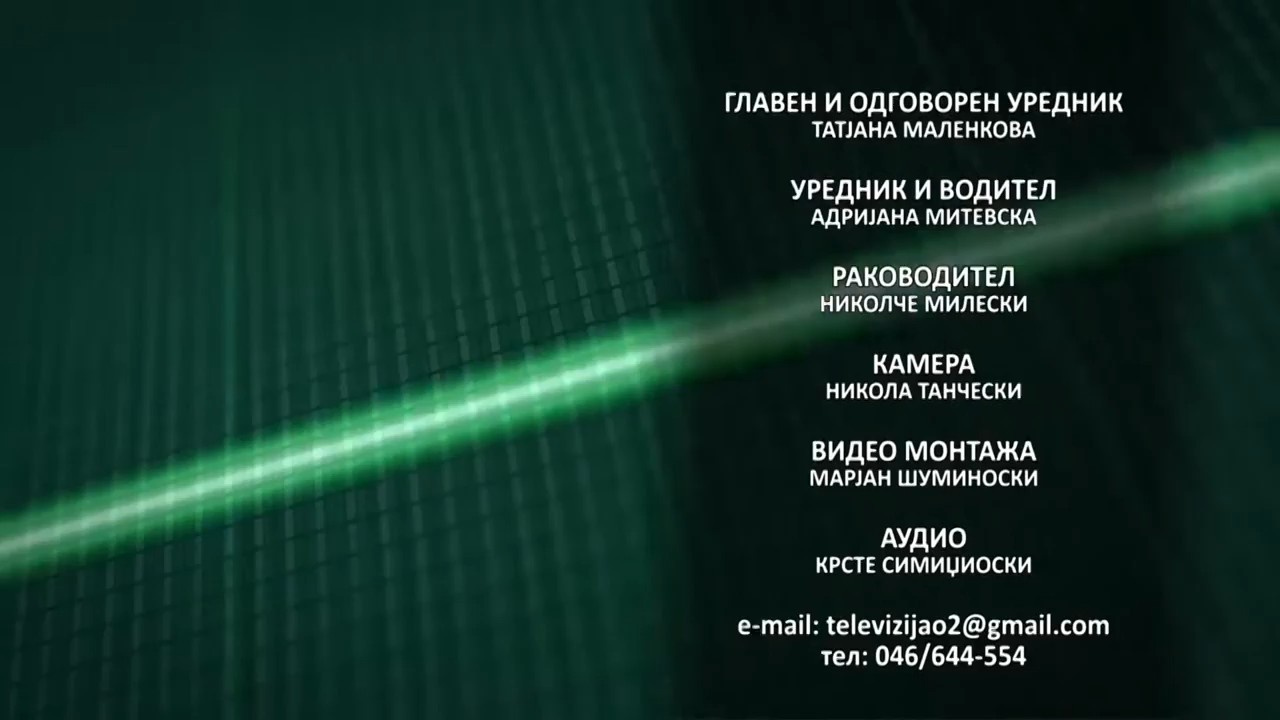 ГЛАВЕН И ОДГОВОРЕН УРЕДНИК
ТАТЈАНА МАЛЕНКОВА
УРЕДНИК И ВОДИТЕЛ
АДРИЈАНА МИТЕВСКА
РАКОВОДИТЕЛ
НИКОЛЧЕ МИЛЕСКИ
КАМЕРА
НИКОЛА ТАНЧЕСКИ
ВИДЕО МОНТАЖА
МАРЈАН ШУМИНОСКИ
АУДИО
КРСТЕ СИМИЏИОСКИ
e-mail: televizijao2@gmail.com
тел: 046/644-554